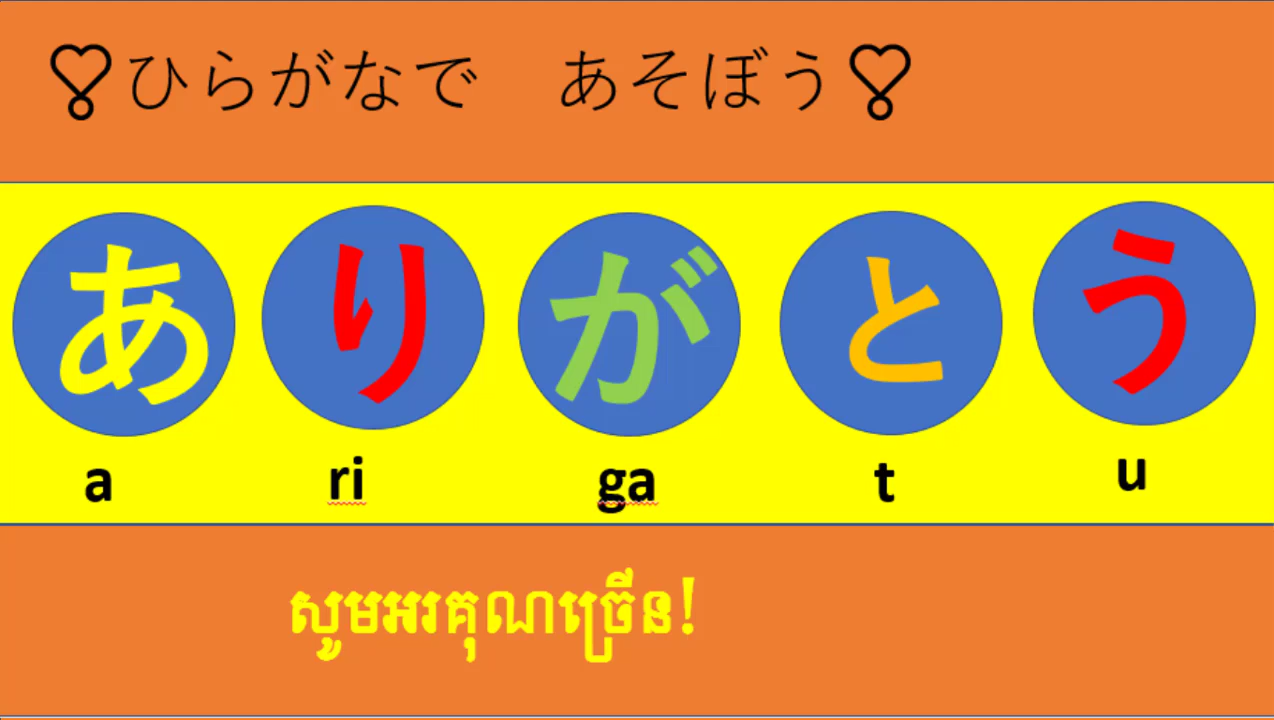 ❣ひらがなで　あそぼう❣
あ り が と う
a ri ga t u
សូមអរគុណច្រើន!